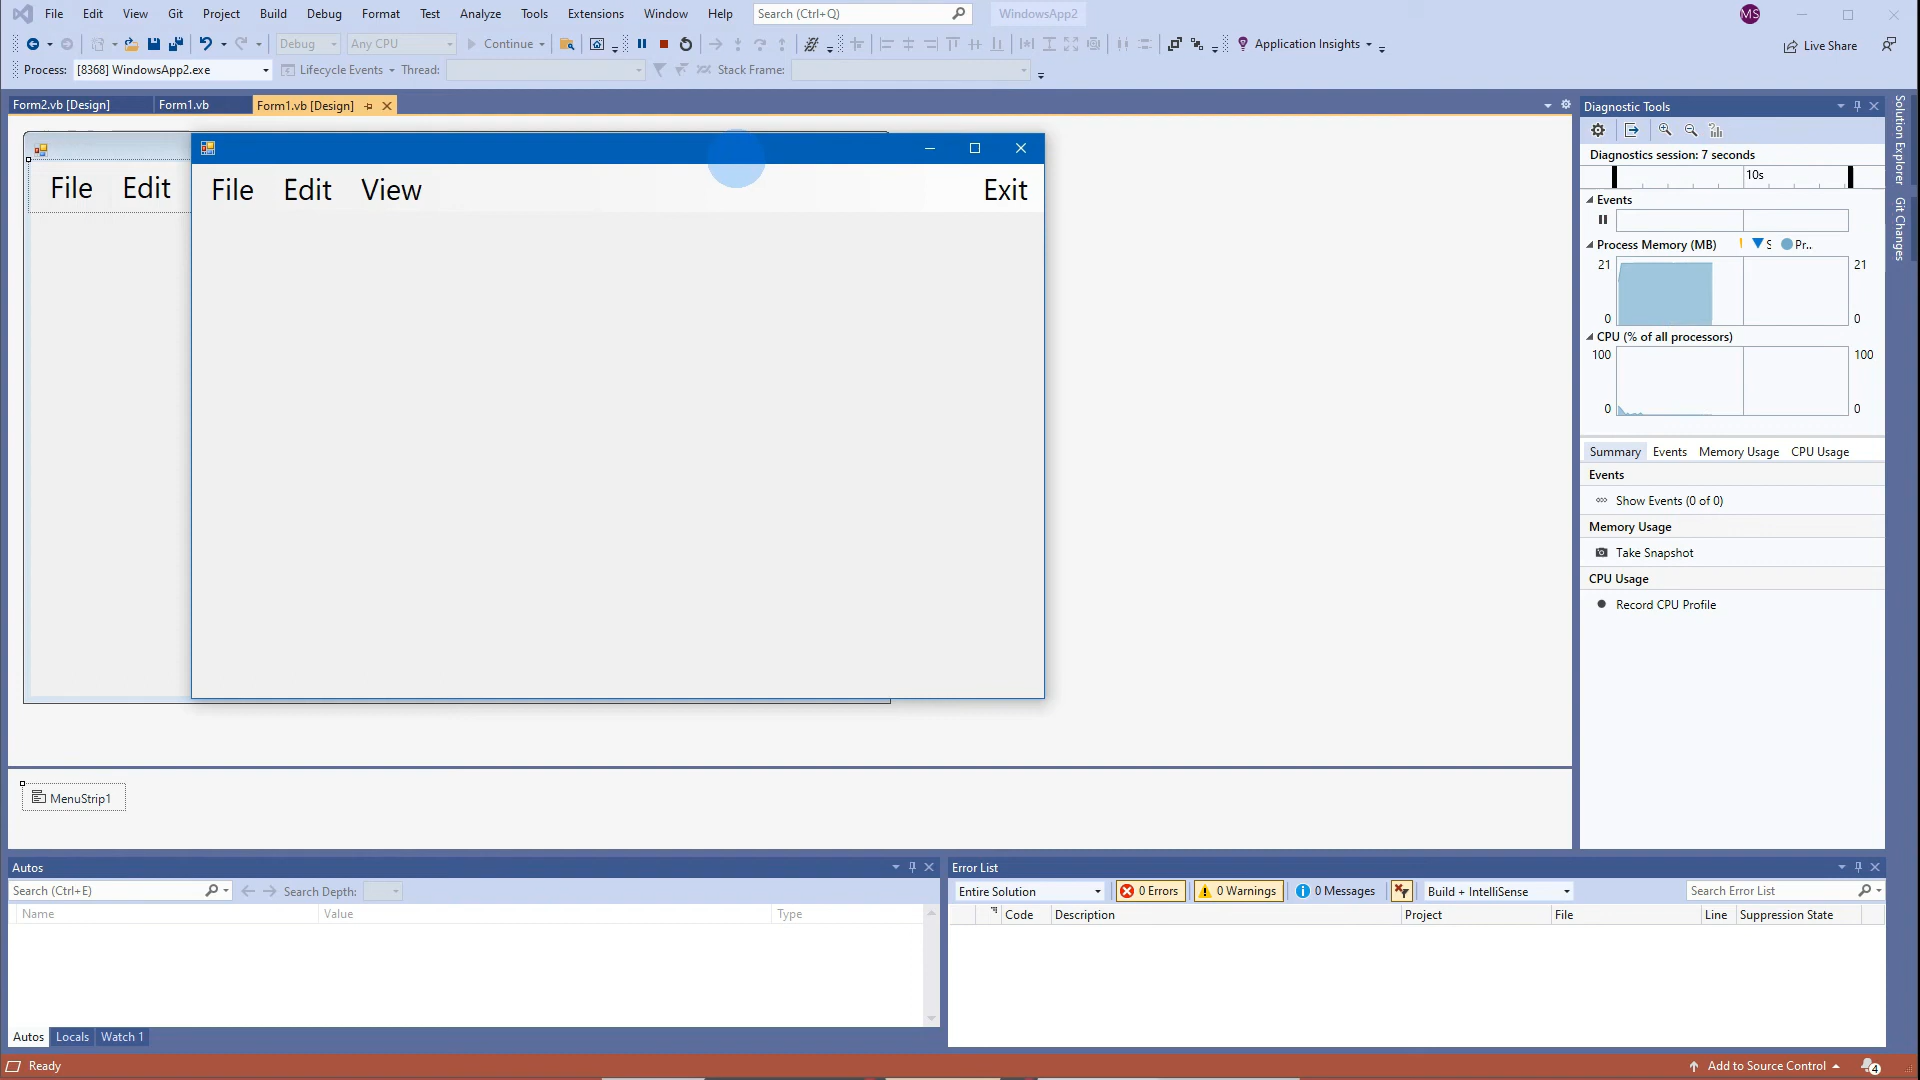 File Edit View Git Project Build Debug Format Test Analyze Tools Extensions Window Help Search (Ctrl+Q) WindowsApp2 MS
Debug Any CPU Continue Application Insights Live Share
Process: [8368] WindowsApp2.exe Lifecycle Events Thread: Stack Frame:
Form2.vb [Design] Form1.vb Form1.vb [Design]
File Edit
File Edit View Exit
MenuStrip1
Diagnostic Tools
Diagnostics session: 7 seconds
10s
Events
Process Memory (MB) S Pr..
21 21
0 0
CPU (% of all processors)
100 100
0 0
Summary Events Memory Usage CPU Usage
Events
Show Events (0 of 0)
Memory Usage
Take Snapshot
CPU Usage
Record CPU Profile
Solution Explorer
Git Changes
Autos
Search (Ctrl+E) Search Depth:
Name Value Type
Autos Locals Watch 1
Error List
Entire Solution 0 Errors 0 Warnings 0 Messages Build + IntelliSense Search Error List
Code Description Project File Line Suppression State
Ready Add to Source Control 4